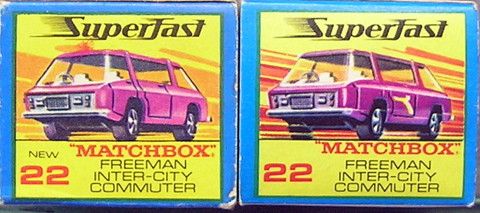 SuperFast
"MATCHBOX"
NEW
22
FREEMAN
INTER-CITY
COMMUTER
SuperFast
"MATCHBOX"
22
FREEMAN
INTER-CITY
COMMUTER